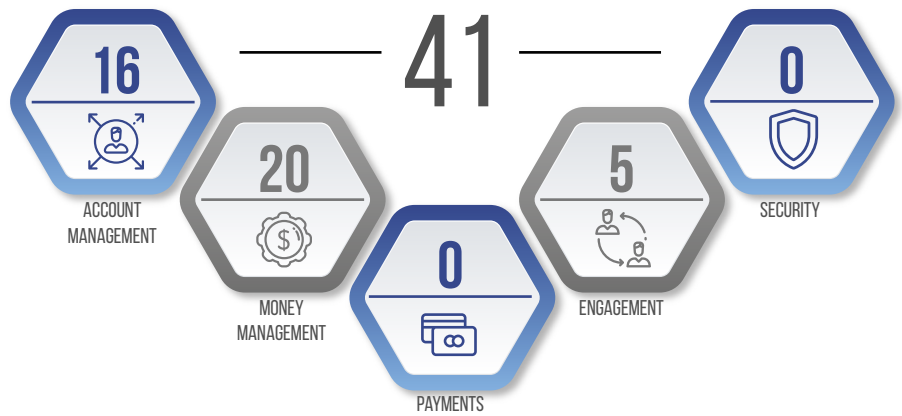 41
16
ACCOUNT
MANAGEMENT
20
$
MONEY
MANAGEMENT
0
PAYMENTS
5
ENGAGEMENT
0
SECURITY